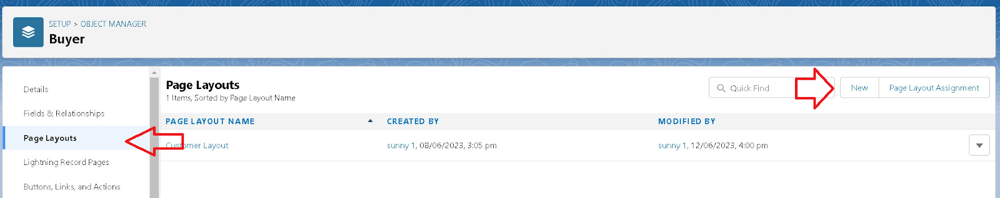 SETUP > OBJECT MANAGER
Buyer
Details
Fields & Relationships
Page Layouts
Lightning Record Pages
Buttons, Links, and Actions
Page Layouts
1 Items, Sorted by Page Layout Name
Quick Find
New
Page Layout Assignment
PAGE LAYOUT NAME
CREATED BY
MODIFIED BY
Customer Layout
sunny 1, 08/06/2023, 3:05 pm
sunny 1, 12/06/2023, 4:00 pm